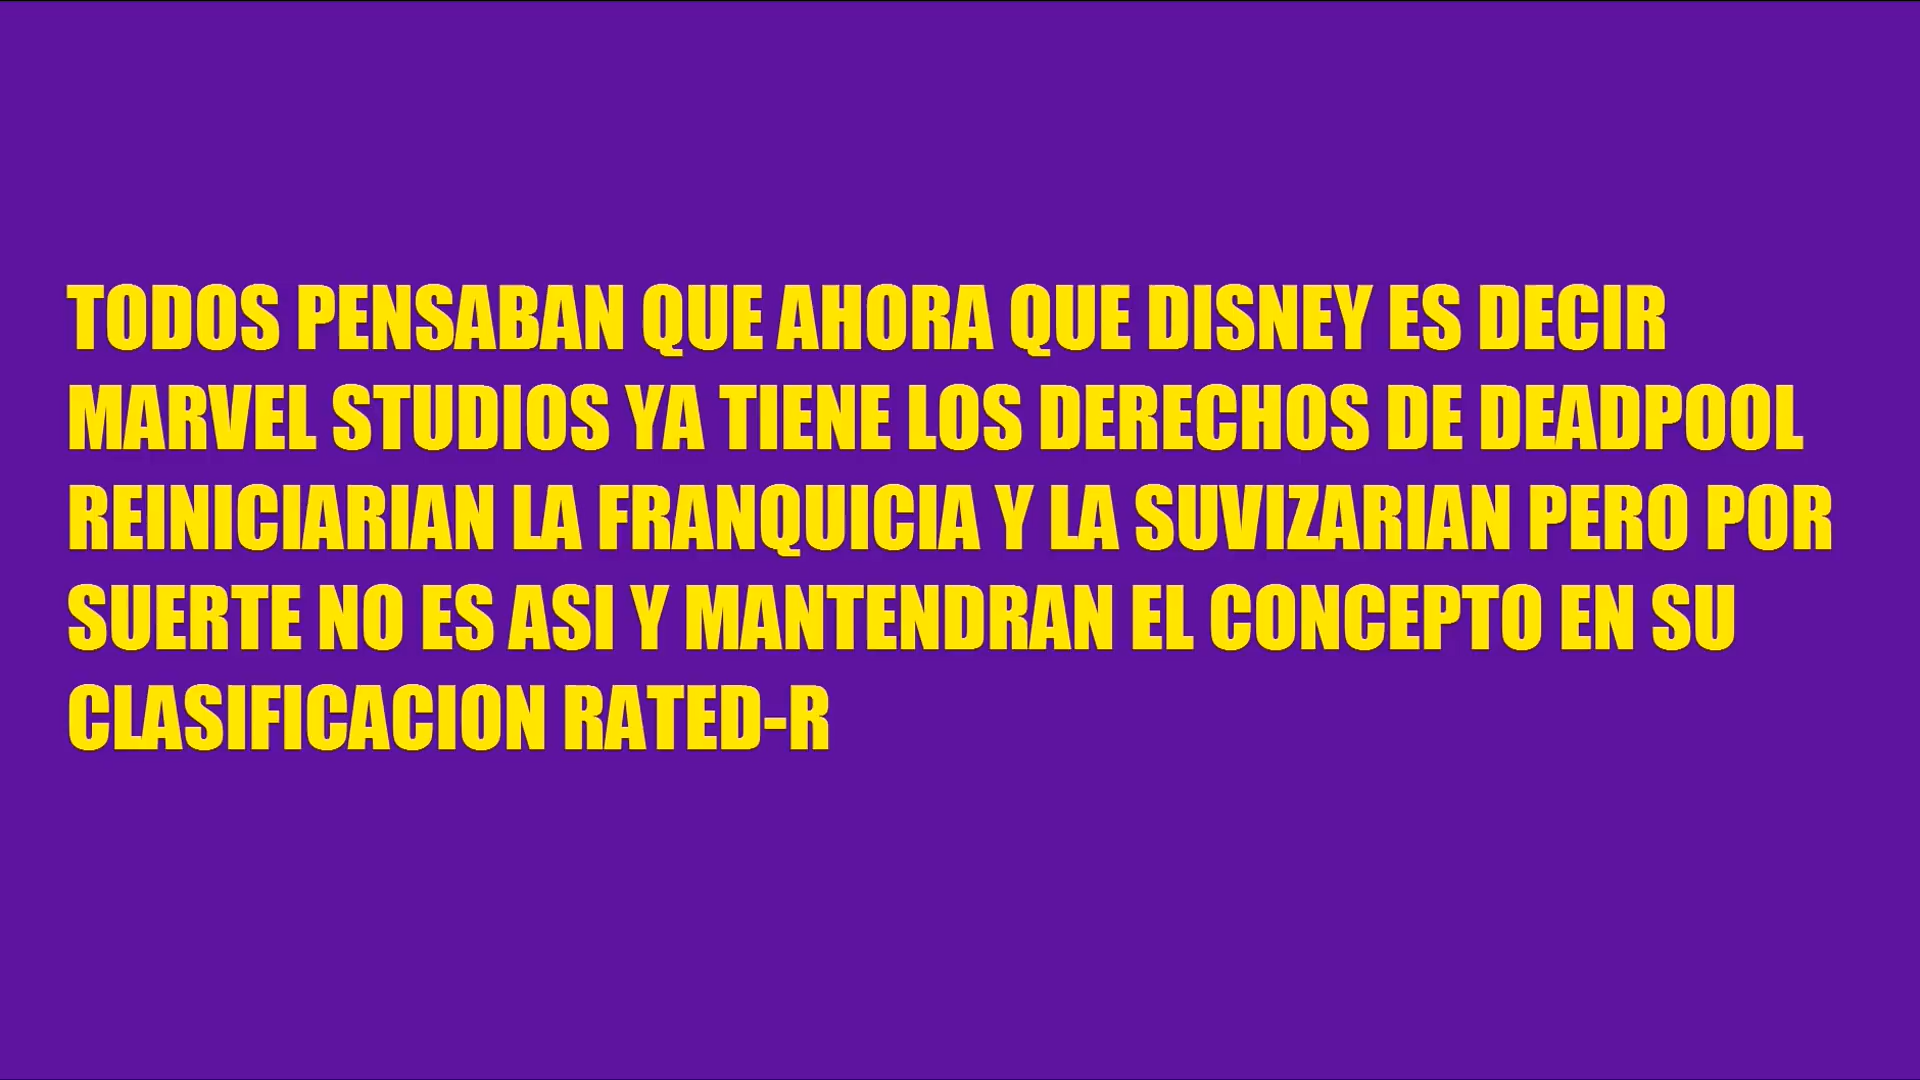 TODOS PENSABAN QUE AHORA QUE DISNEY ES DECIR
MARVEL STUDIOS YA TIENE LOS DERECHOS DE DEADPOOL
REINICIARIAN LA FRANQUICIA Y LA SUVIZARIAN PERO POR
SUERTE NO ES ASI Y MANTENDRAN EL CONCEPTO EN SU
CLASIFICACION RATED-R